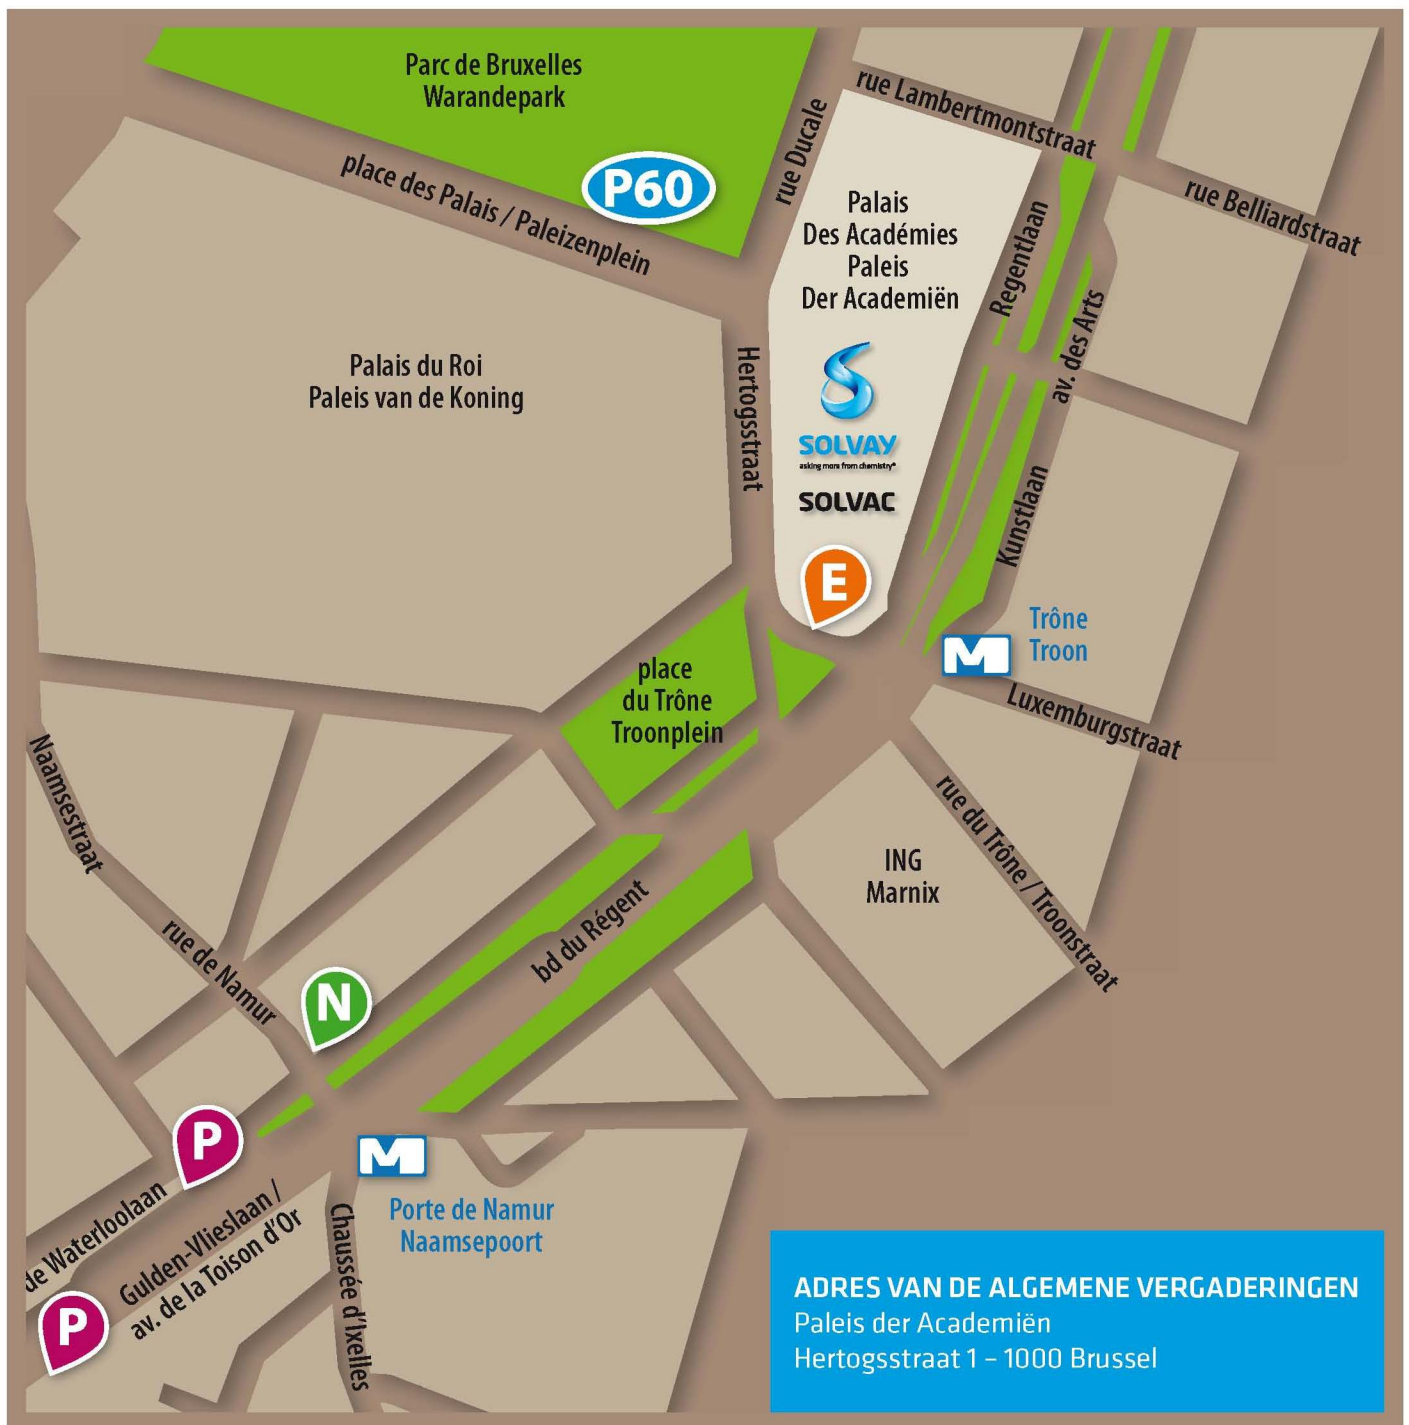 Parc de Bruxelles
Warandepark
rue Lambertmontstraat
rue Ducale
place des Palais / Paleizenplein
P60
rue Belliardstraat
Palais
Des Académies
Paleis
Der Academiën
Regentlaan
av. des Arts
Palais du Roi
Paleis van de Koning
Hertogsstraat
SOLVAY
asking more from chemistry®
SOLVAC
Kunstlaan
E
Trône
Troon
M
place
du Trône
Troonplein
Luxemburgstraat
Naamsestraat
rue du Trône / Troonstraat
ING
Marnix
bd du Régent
rue de Namur
N
P
M
de Waterloolaan
Gulden-Vlieslaan /
av. de la Toison d'Or
Chaussée d'Ixelles
Porte de Namur
Naamsepoort
P
ADRES VAN DE ALGEMENE VERGADERINGEN
Paleis der Academiën
Hertogsstraat 1 – 1000 Brussel